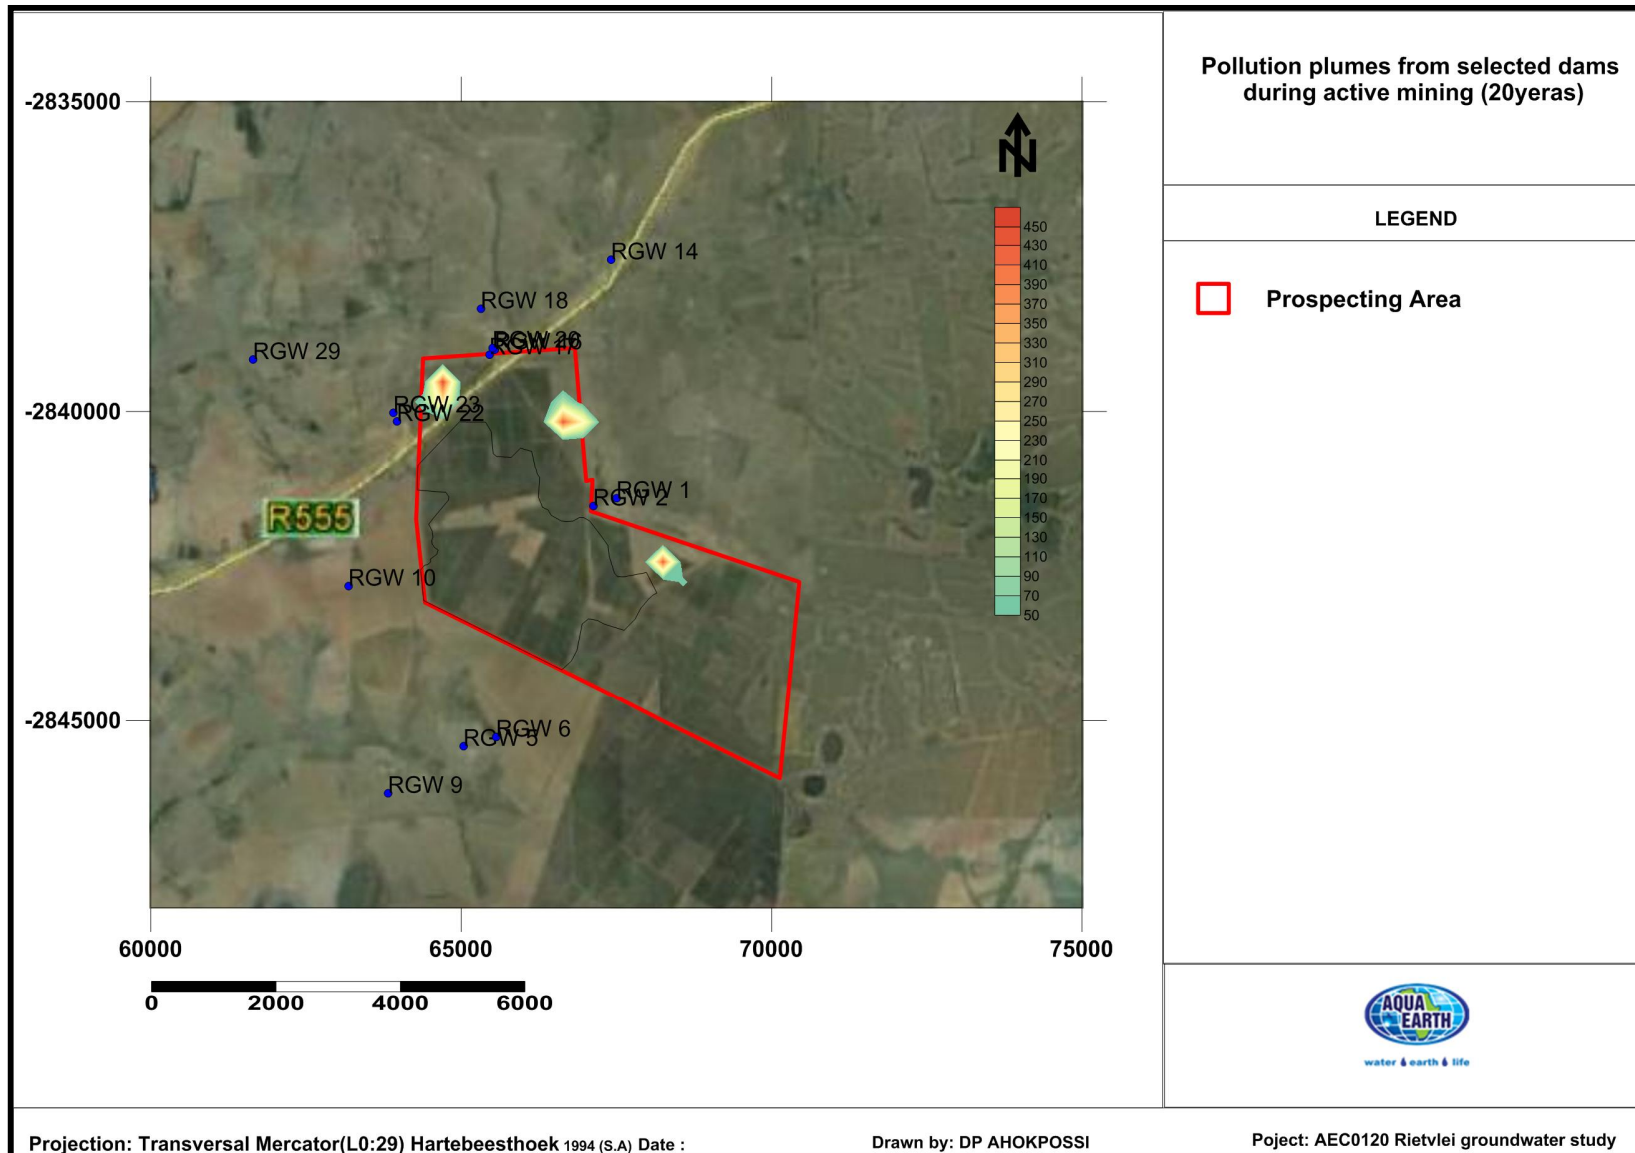 Pollution plumes from selected dams
during active mining (20yeras)
LEGEND
Prospecting Area
-2835000
-2840000
-2845000
60000
65000
70000
75000
0
2000
4000
6000
N
450
430
410
390
370
350
330
310
290
270
250
230
210
190
170
150
130
110
90
70
50
RGW 14
RGW 18
RGW 29
RGW 23
RGW 22
RGW 1
RGW 2
R555
RGW 10
RGW 6
RGW 5
RGW 9
AQUA
EARTH
water earth life
Projection: Transversal Mercator(L0:29) Hartebeesthoek 1994 (S.A) Date :
Drawn by: DP AHOKPOSSI
Poject: AEC0120 Rietvlei groundwater study